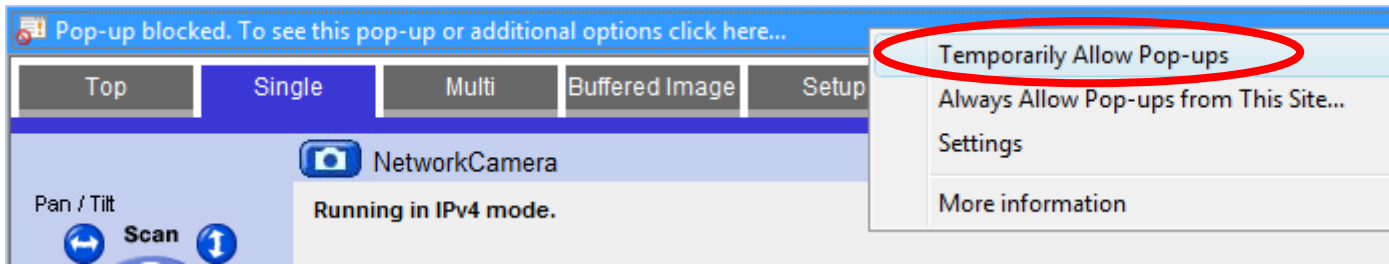 Pop-up blocked. To see this pop-up or additional options click here...
Temporarily Allow Pop-ups
Always Allow Pop-ups from This Site...
Settings
More information
Top Single Multi Buffered Image Setup
NetworkCamera
Pan / Tilt
Running in IPv4 mode.
Scan